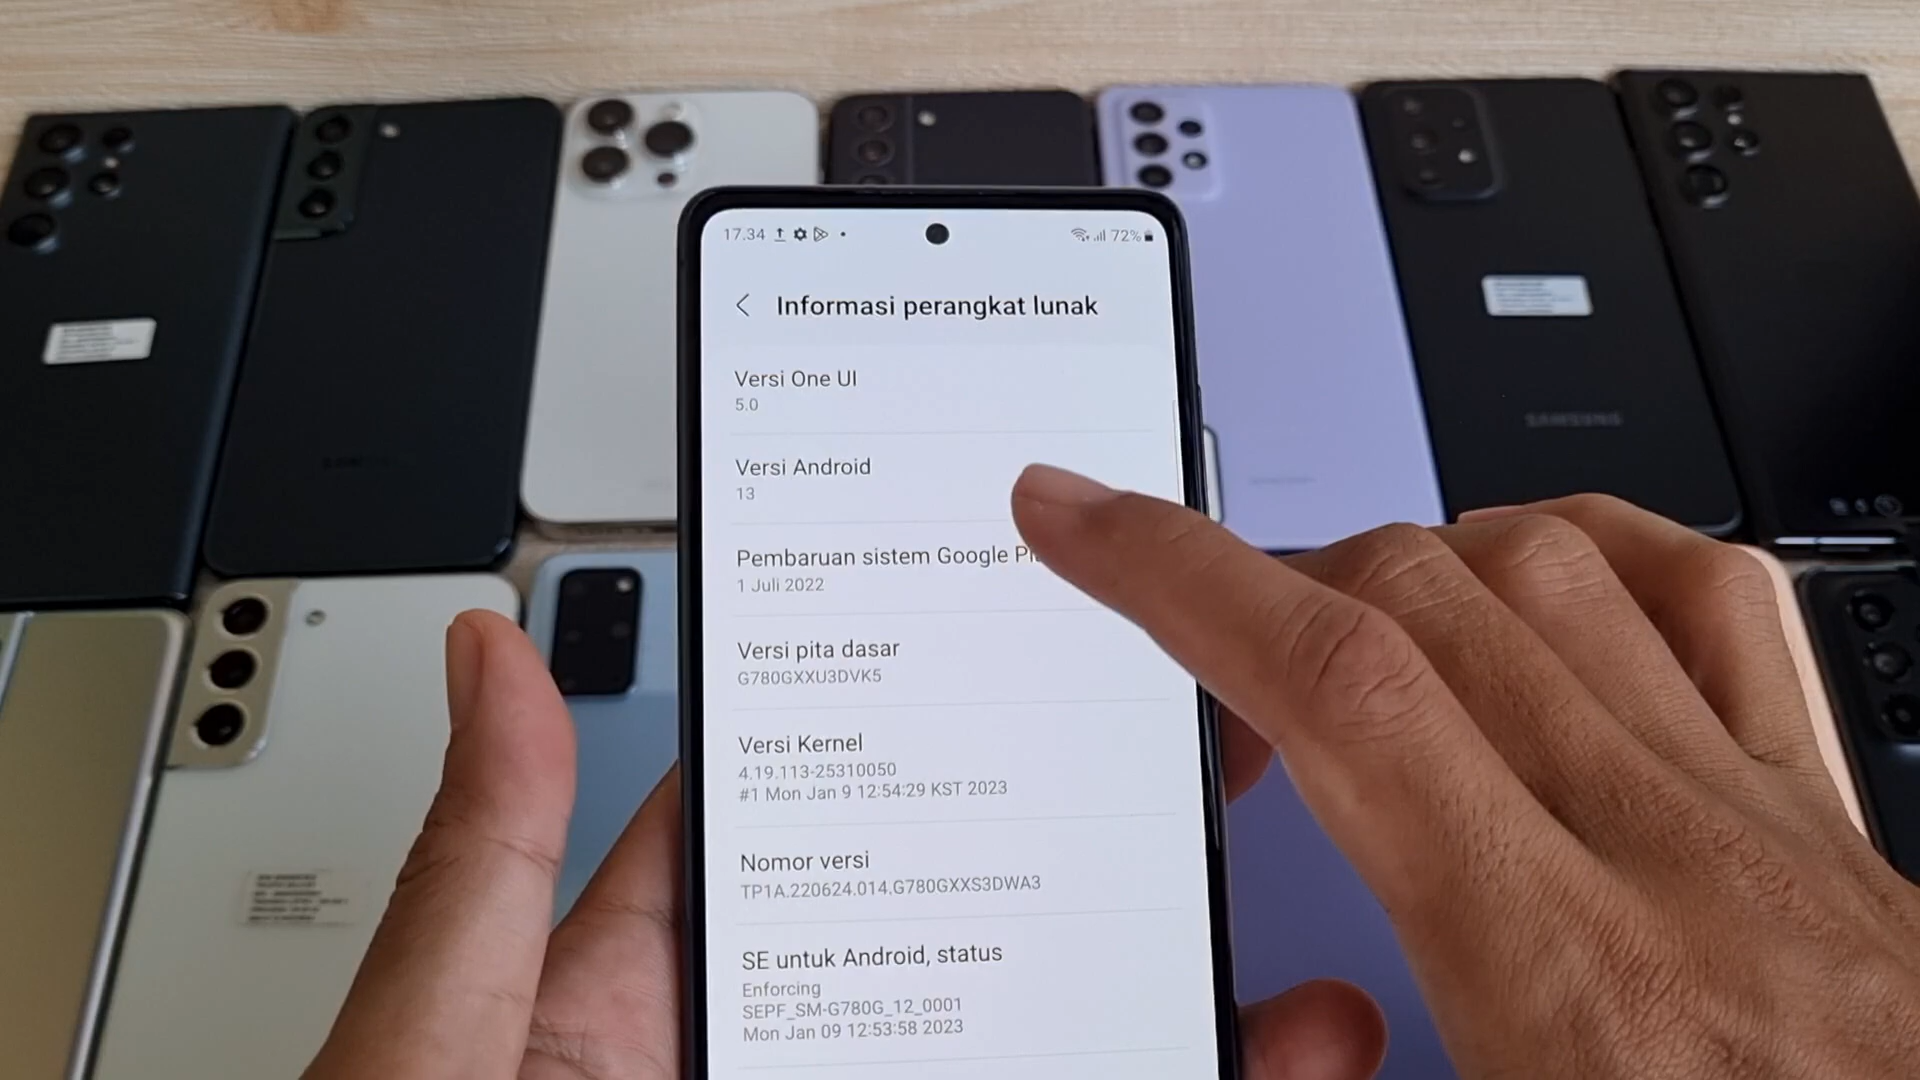 17.34
72%
Informasi perangkat lunak
Versi One UI
5.0
Versi Android
13
Pembaruan sistem Google
1 Juli 2022
Versi pita dasar
G780GXXU3DVK5
Versi Kernel
4.19.113-25310050
#1 Mon Jan 9 12:54:29 KST 2023
Nomor versi
TP1A.220624.014.G780GXXS3DWA3
SE untuk Android, status
Enforcing
SEPF_SM-G780G_12_0001
Mon Jan 09 12:53:58 2023
SAMSUNG